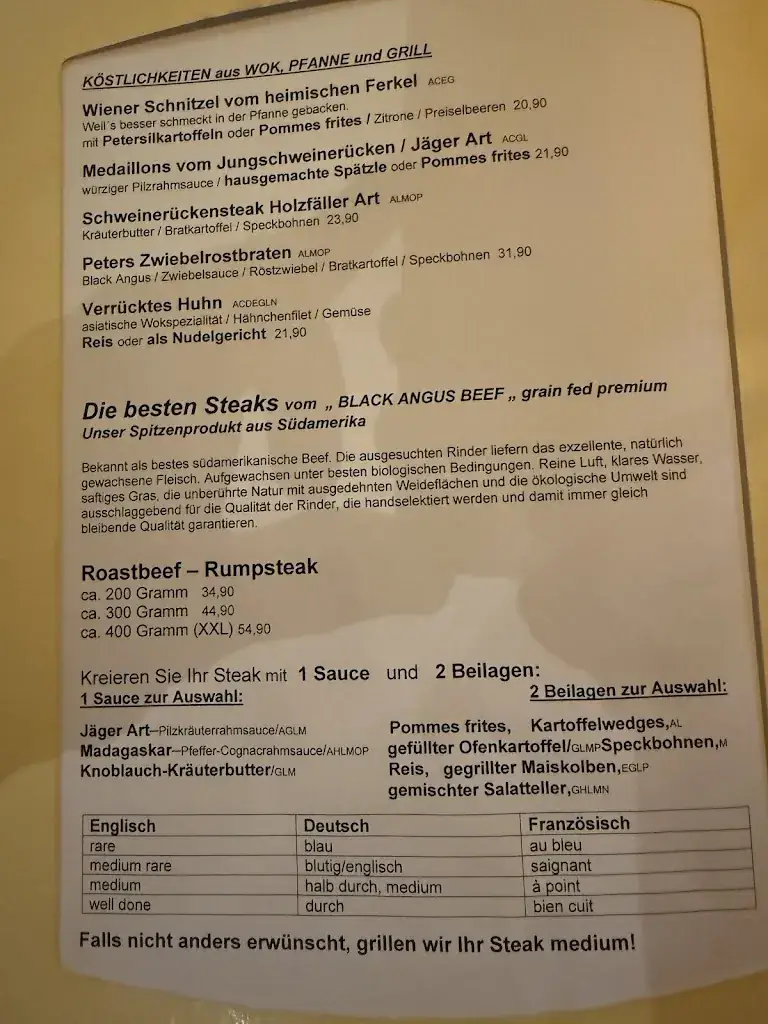 KÖSTLICHKEITEN aus WOK, PFANNE und GRILL
Wiener Schnitzel vom heimischen Ferkel ACEG
Weil´s besser schmeckt in der Pfanne gebacken.
mit Petersilkartoffeln oder Pommes frites / Zitrone / Preiselbeeren 20,90
Medaillons vom Jungschweinerücken / Jäger Art ACGL
würziger Pilzrahmsauce / hausgemachte Spätzle oder Pommes frites 21,90
Schweinerückensteak Holzfäller Art ALMOP
Kräuterbutter / Bratkartoffel / Speckbohnen 23,90
Peters Zwiebelrostbraten ALMOP
Black Angus / Zwiebelsauce / Röstzwiebel / Bratkartoffel / Speckbohnen 31,90
Verrücktes Huhn ACDEGLN
asiatische Wokspezialität / Hähnchenfilet / Gemüse
Reis oder als Nudelgericht 21,90
Die besten Steaks vom „ BLACK ANGUS BEEF „ grain fed premium
Unser Spitzenprodukt aus Südamerika
Bekannt als bestes südamerikanische Beef. Die ausgesuchten Rinder liefern das exzellente, natürlich
gewachsene Fleisch. Aufgewachsen unter besten biologischen Bedingungen. Reine Luft, klares Wasser,
saftiges Gras, die unberührte Natur mit ausgedehnten Weideflächen und die ökologische Umwelt sind
ausschlaggebend für die Qualität der Rinder, die handselektiert werden und damit immer gleich
bleibende Qualität garantieren.
Roastbeef – Rumpsteak
ca. 200 Gramm 34,90
ca. 300 Gramm 44,90
ca. 400 Gramm (XXL) 54,90
Kreieren Sie Ihr Steak mit 1 Sauce und 2 Beilagen:
1 Sauce zur Auswahl: 2 Beilagen zur Auswahl:
Jäger Art–Pilzkräuterrahmsauce/AGLM Pommes frites, Kartoffelwedges,AL
Madagaskar–Pfeffer-Cognacrahmsauce/AHLMOP gefüllter Ofenkartoffel/GLMPSpeckbohnen,M
Knoblauch-Kräuterbutter/GLM Reis, gegrillter Maiskolben,EGLP
gemischter Salatteller,GHLMN
Englisch Deutsch Französisch
rare blau au bleu
medium rare blutig/englisch saignant
medium halb durch, medium à point
well done durch bien cuit
Falls nicht anders erwünscht, grillen wir Ihr Steak medium!